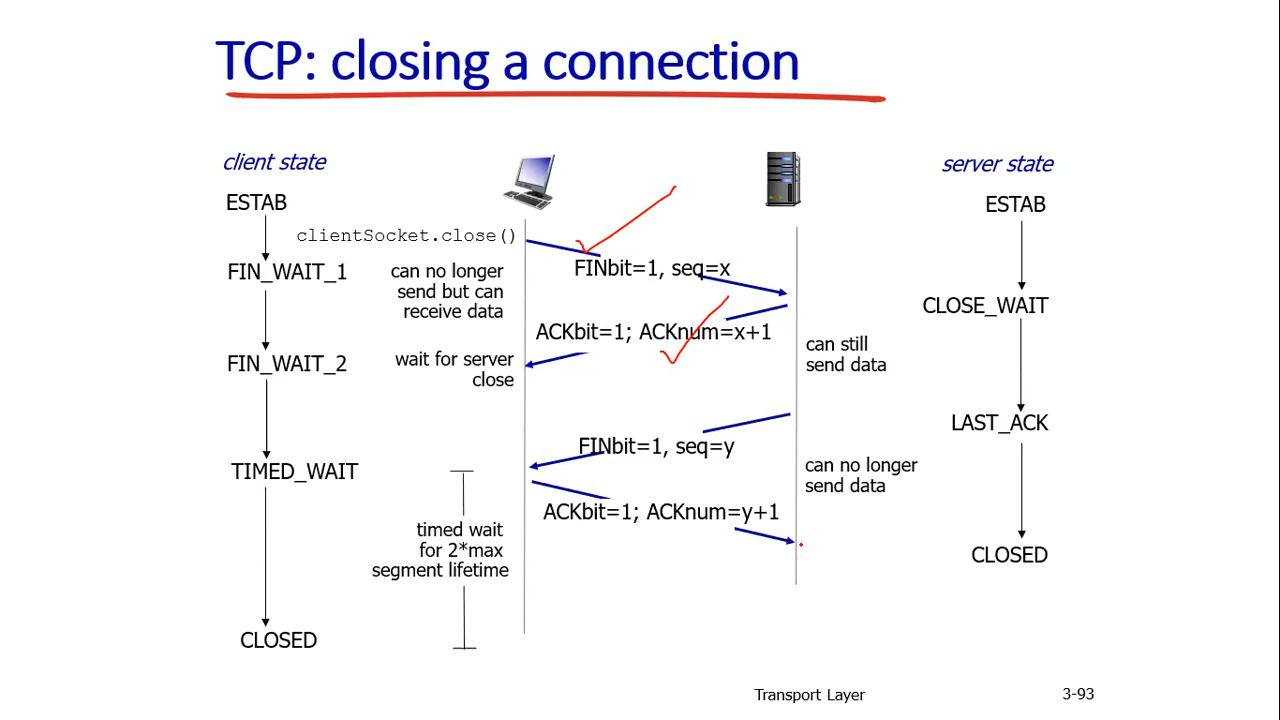 TCP: closing a connection
client state
server state
ESTAB
ESTAB
clientSocket.close()
FIN_WAIT_1
can no longer
send but can
receive data
FINbit=1, seq=x
CLOSE_WAIT
ACKbit=1; ACKnum=x+1
can still
send data
FIN_WAIT_2
wait for server
close
LAST_ACK
FINbit=1, seq=y
can no longer
send data
TIMED_WAIT
ACKbit=1; ACKnum=y+1
timed wait
for 2*max
segment lifetime
CLOSED
CLOSED
Transport Layer
3-93